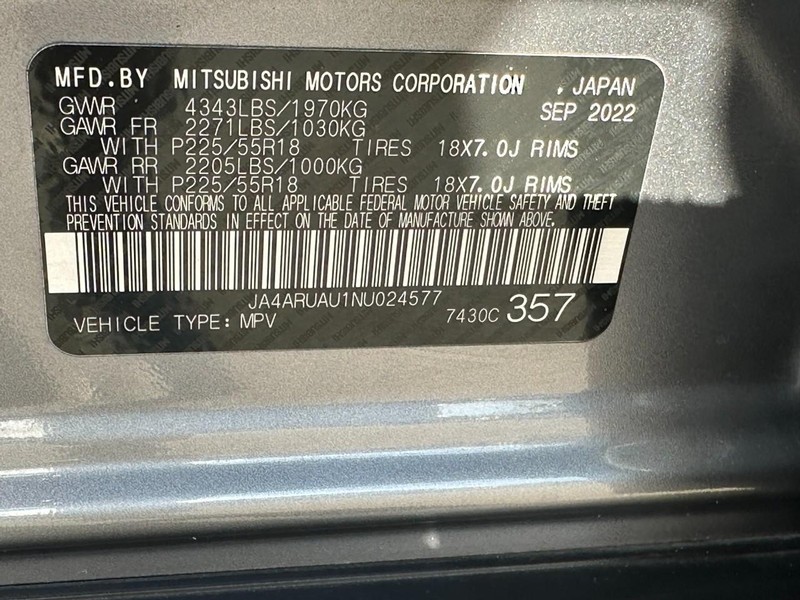 MFD.BY MITSUBISHI MOTORS CORPORATION , JAPAN
GVWR 4343LBS/1970KG SEP 2022
GAWR FR 2271LBS/1030KG
WITH P225/55R18 TIRES 18X7.0J RIMS
GAWR RR 2205LBS/1000KG
WITH P225/55R18 TIRES 18X7.0J RIMS
THIS VEHICLE CONFORMS TO ALL APPLICABLE FEDERAL MOTOR VEHICLE SAFETY AND THEFT
PREVENTION STANDARDS IN EFFECT ON THE DATE OF MANUFACTURE SHOWN ABOVE.
JA4ARUAU1NU024577
VEHICLE TYPE: MPV 7430C 357